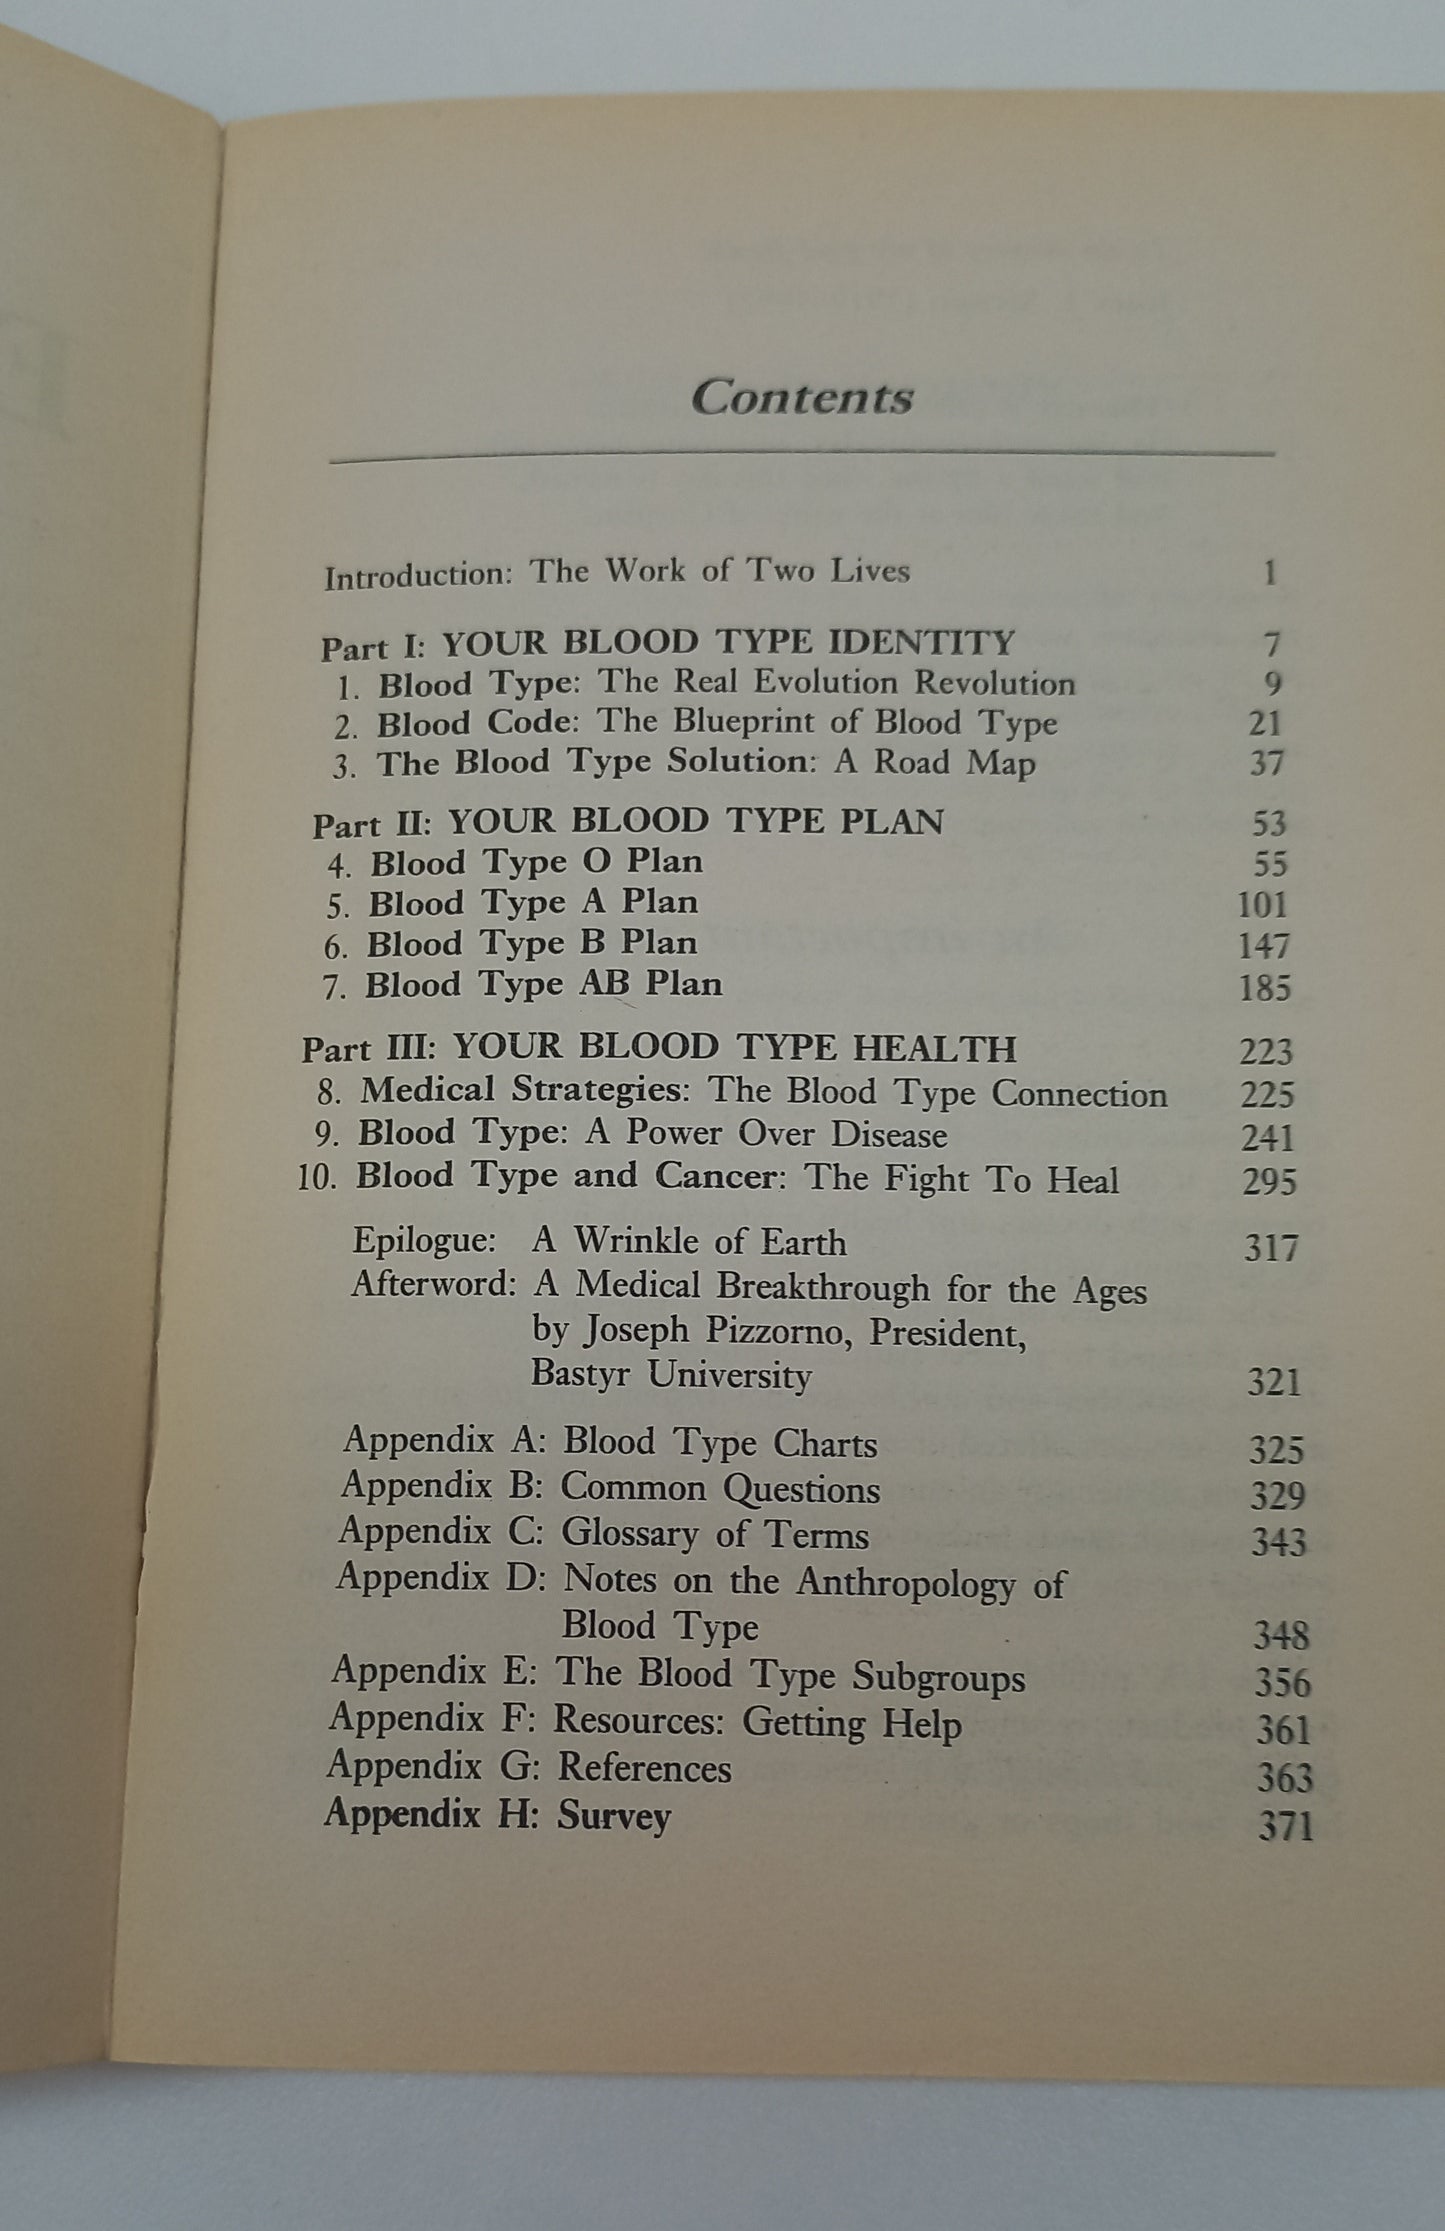 Contents
Introduction: The Work of Two Lives 1
Part I: YOUR BLOOD TYPE IDENTITY 7
1. Blood Type: The Real Evolution Revolution 9
2. Blood Code: The Blueprint of Blood Type 21
3. The Blood Type Solution: A Road Map 37
Part II: YOUR BLOOD TYPE PLAN 53
4. Blood Type O Plan 55
5. Blood Type A Plan 101
6. Blood Type B Plan 147
7. Blood Type AB Plan 185
Part III: YOUR BLOOD TYPE HEALTH 223
8. Medical Strategies: The Blood Type Connection 225
9. Blood Type: A Power Over Disease 241
10. Blood Type and Cancer: The Fight To Heal 295
Epilogue: A Wrinkle of Earth 317
Afterword: A Medical Breakthrough for the Ages
by Joseph Pizzorno, President,
Bastyr University 321
Appendix A: Blood Type Charts 325
Appendix B: Common Questions 329
Appendix C: Glossary of Terms 343
Appendix D: Notes on the Anthropology of
Blood Type 348
Appendix E: The Blood Type Subgroups 356
Appendix F: Resources: Getting Help 361
Appendix G: References 363
Appendix H: Survey 371